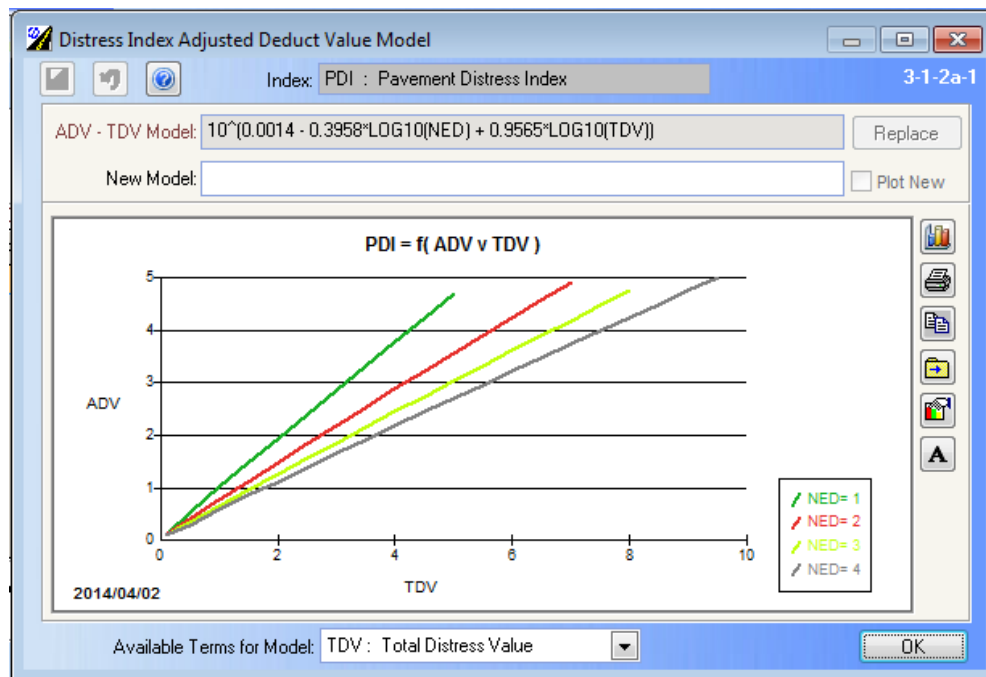 Distress Index Adjusted Deduct Value Model
Index: PDI : Pavement Distress Index 3-1-2a-1
ADV - TDV Model: 10^(0.0014 - 0.3958*LOG10(NED) + 0.9565*LOG10(TDV)) Replace
New Model: Plot New
PDI = f( ADV v TDV )
5
4
3
ADV
2
1
0
0 2 4 6 8 10
TDV
NED= 1
NED= 2
NED= 3
NED= 4
2014/04/02
A
Available Terms for Model: TDV : Total Distress Value OK